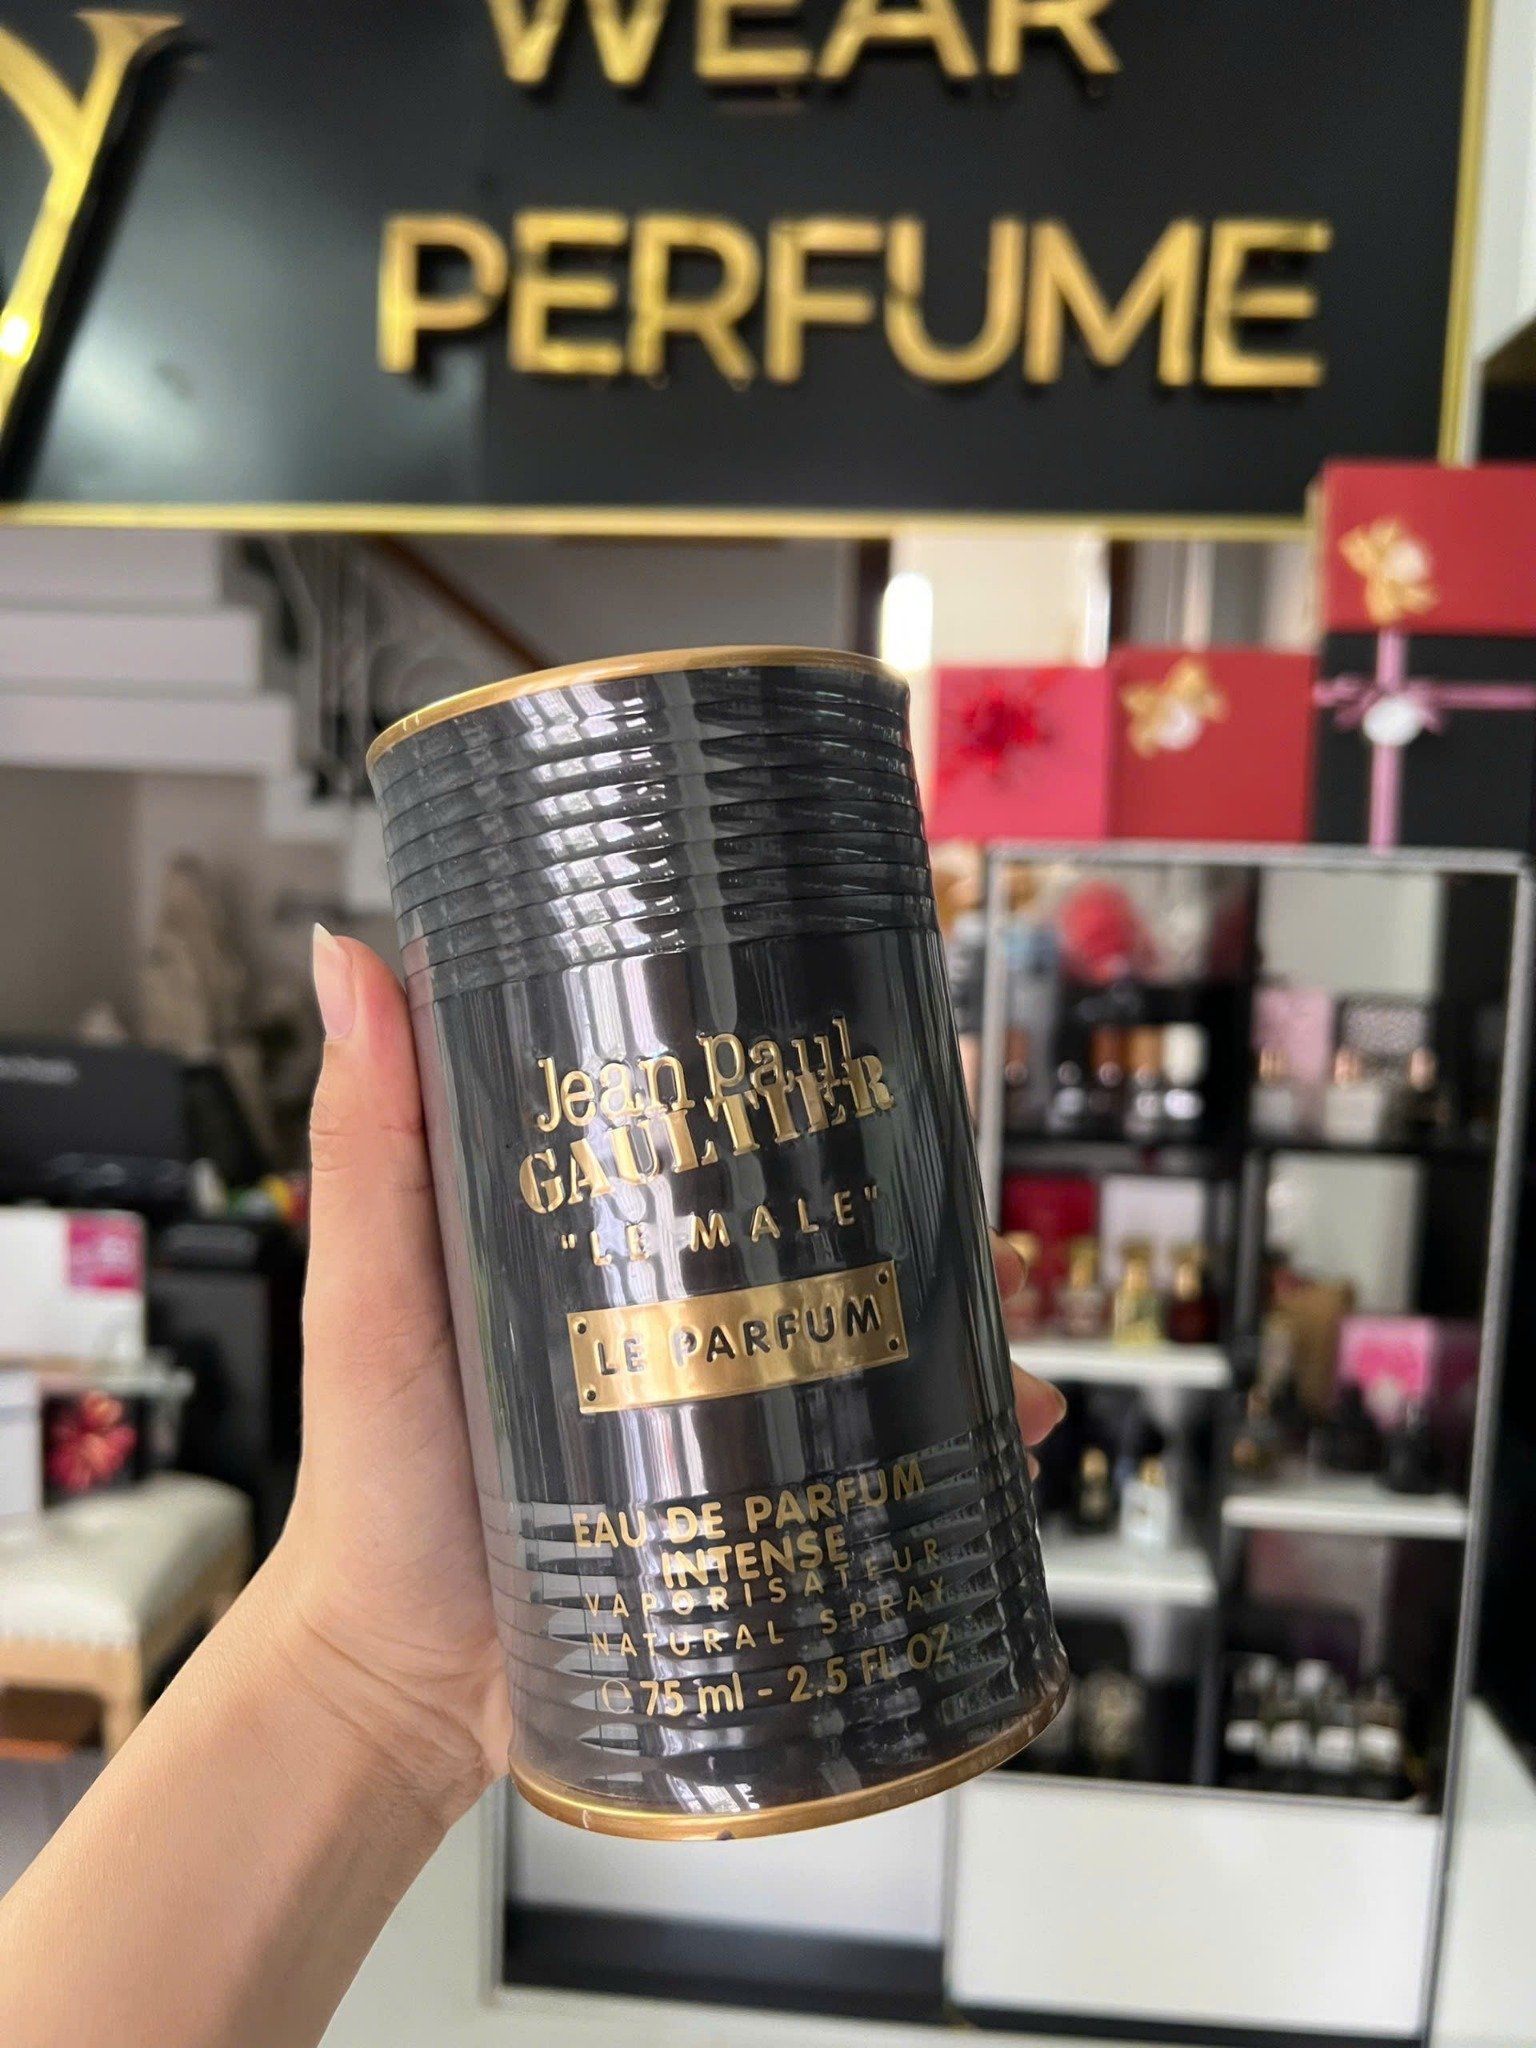 WEAR
PERFUME
Jean Paul
GAULTIER
"LE MALE"
LE PARFUM
EAU DE PARFUM
INTENSE
VAPORISATEUR
NATURAL SPRAY
℮ 75 ml - 2.5 FL OZ